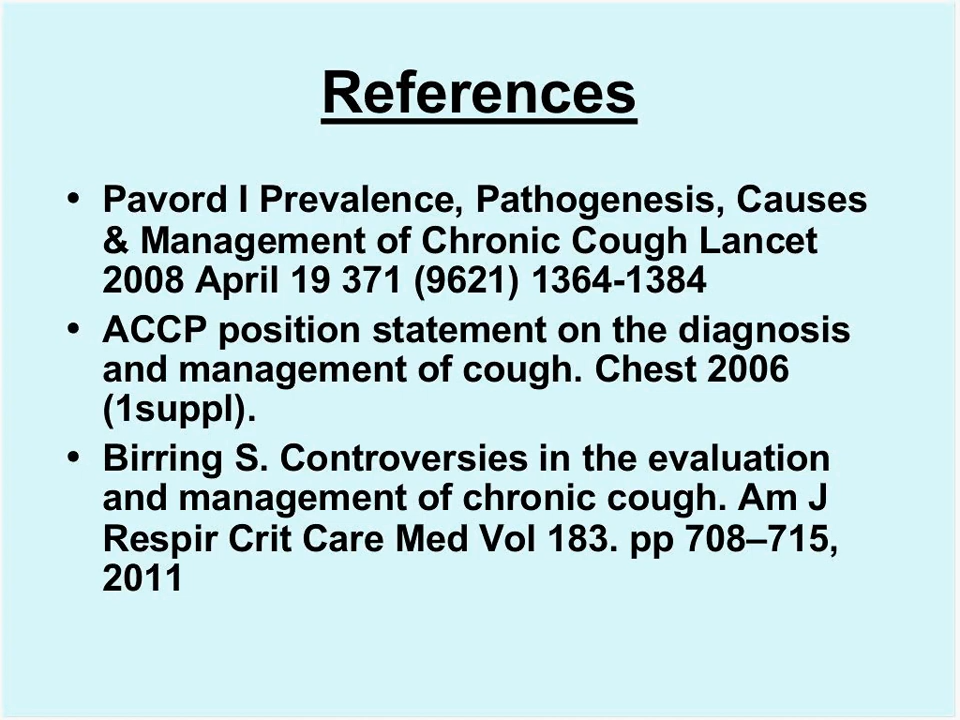 References
• Pavord I Prevalence, Pathogenesis, Causes
& Management of Chronic Cough Lancet
2008 April 19 371 (9621) 1364-1384
• ACCP position statement on the diagnosis
and management of cough. Chest 2006
(1suppl).
• Birring S. Controversies in the evaluation
and management of chronic cough. Am J
Respir Crit Care Med Vol 183. pp 708–715,
2011